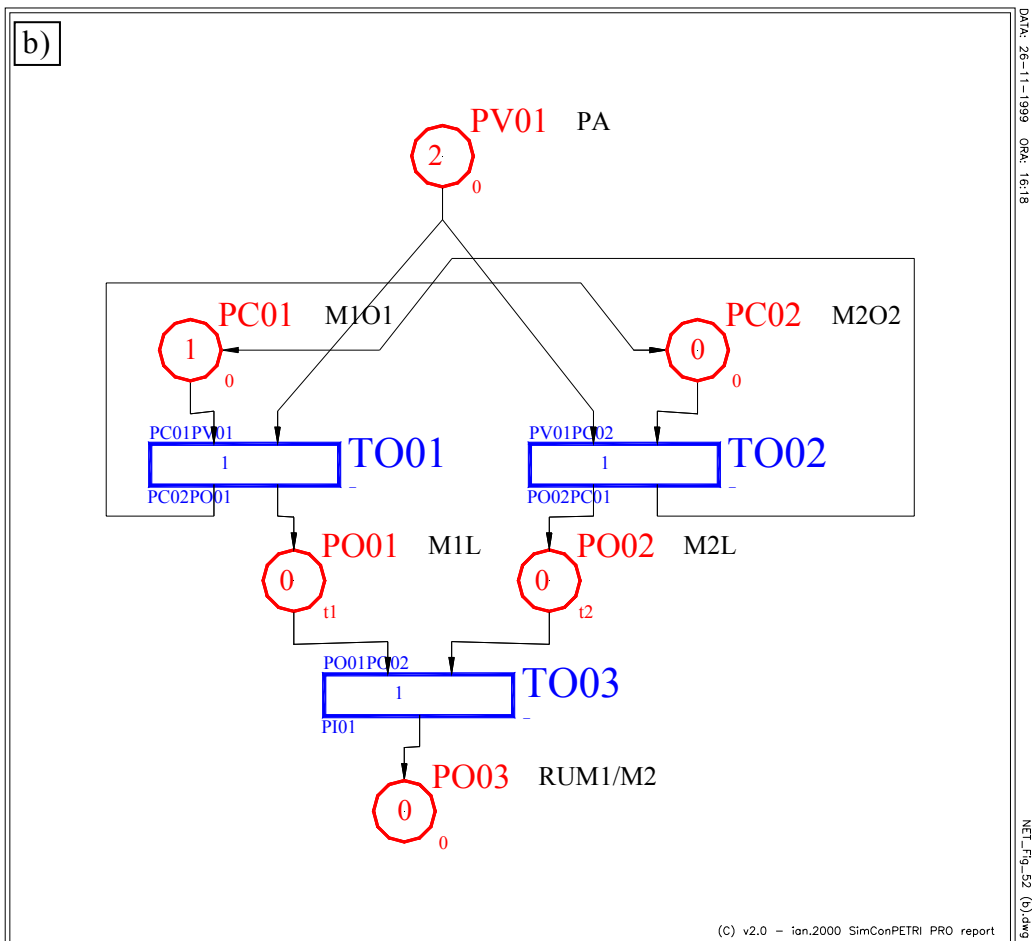 b)
DATA: 26-11-1999 ORA: 16:18
PV01 PA
2
0
PC01 M1O1
1
0
PC02 M2O2
0
0
PC01PV01
1
TO01
PC02PO01
PV01PC02
1
TO02
PO02PC01
PO01 M1L
0
t1
PO02 M2L
0
t2
PO01PO02
1
TO03
PI01
PO03 RUM1/M2
0
0
NET_Fig_52 (b).dwg
(C) v2.0 - ian.2000 SimConPETRI PRO report